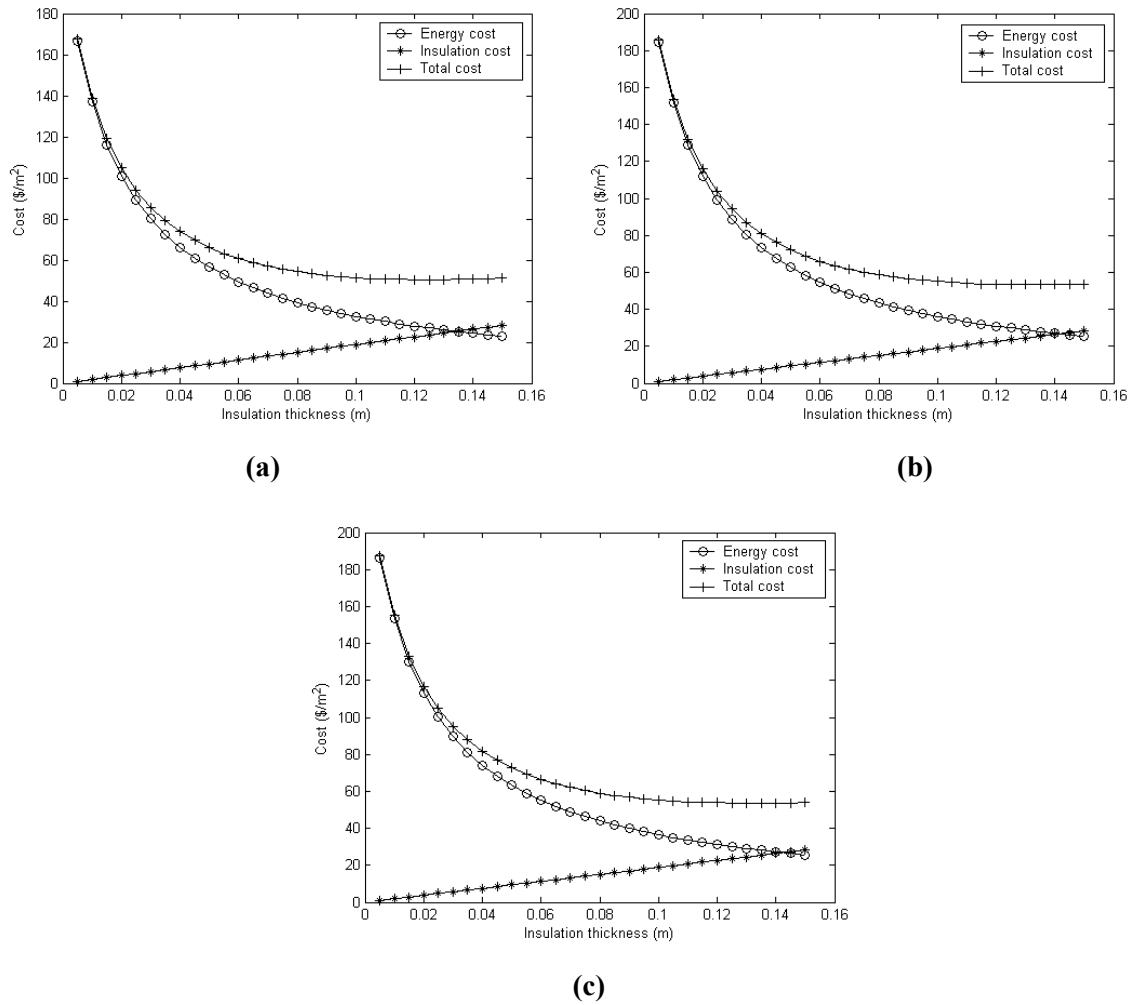 180
160
140
120
100
80
60
40
20
0
Cost ($/m²)
0 0.02 0.04 0.06 0.08 0.1 0.12 0.14 0.16
Insulation thickness (m)
Energy cost
Insulation cost
Total cost
(a)
200
180
160
140
120
100
80
60
40
20
0
Cost ($/m²)
0 0.02 0.04 0.06 0.08 0.1 0.12 0.14 0.16
Insulation thickness (m)
Energy cost
Insulation cost
Total cost
(b)
200
180
160
140
120
100
80
60
40
20
0
Cost ($/m²)
0 0.02 0.04 0.06 0.08 0.1 0.12 0.14 0.16
Insulation thickness (m)
Energy cost
Insulation cost
Total cost
(c)